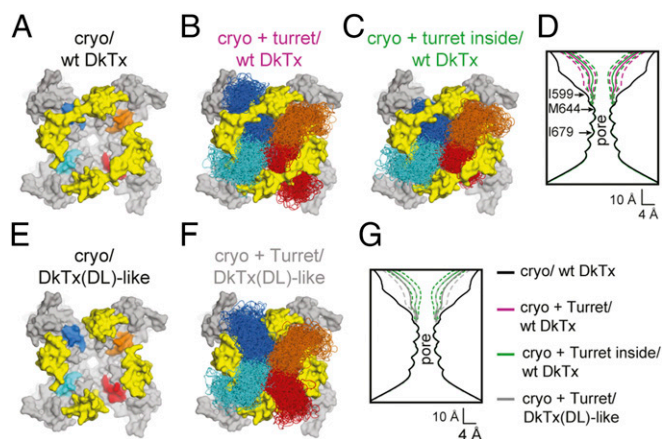 A
cryo/
wt DkTx
B
cryo + turret/
wt DkTx
C
cryo + turret inside/
wt DkTx
D
I599
M644
I679
pore
10 Å
4 Å
E
cryo/
DkTx(DL)-like
F
cryo + Turret/
DkTx(DL)-like
G
pore
10 Å
4 Å
cryo/ wt DkTx
cryo + Turret/
wt DkTx
cryo + Turret inside/
wt DkTx
cryo + Turret/
DkTx(DL)-like